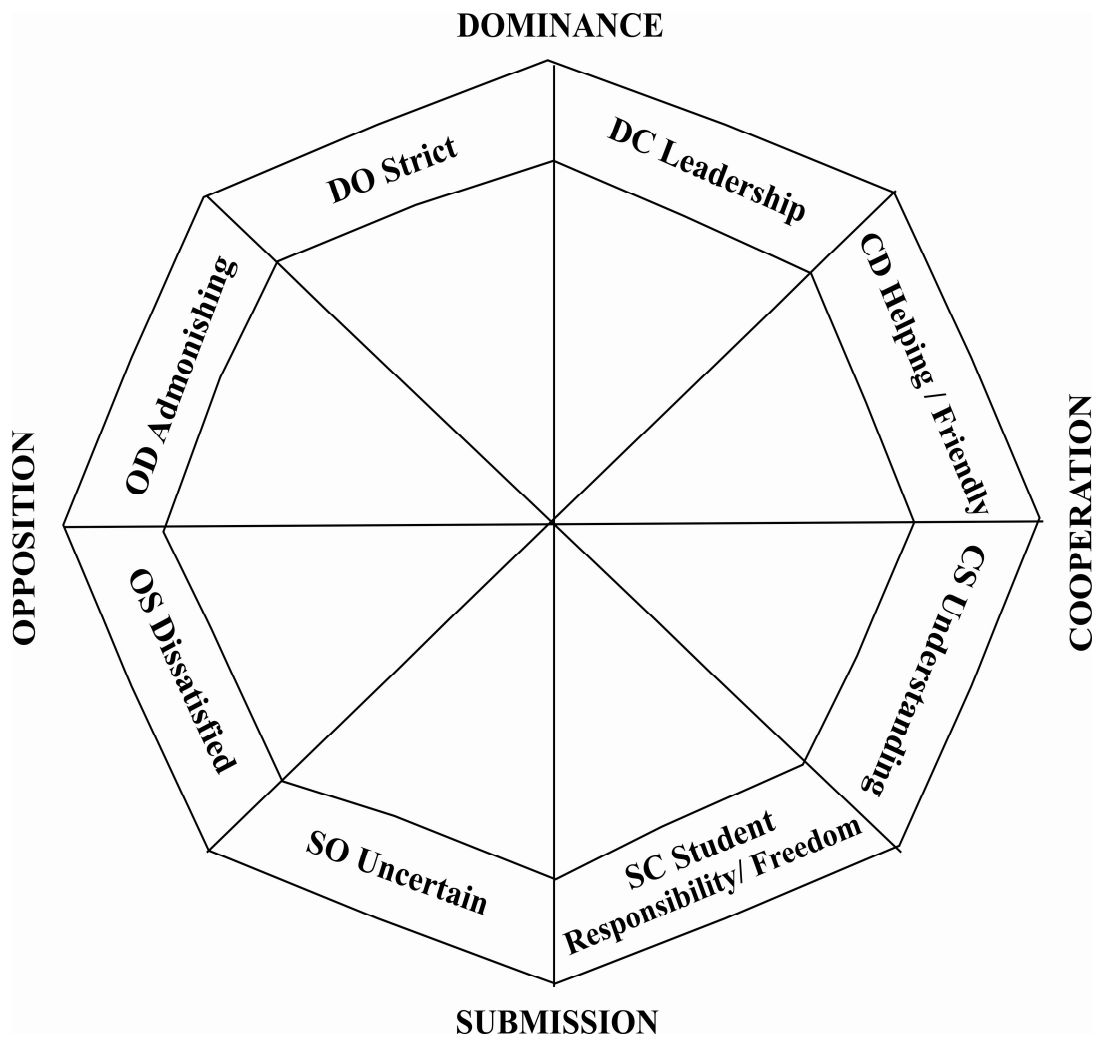 DOMINANCE
DO Strict
DC Leadership
OD Admonishing
CD Helping / Friendly
OPPOSITION
COOPERATION
OS Dissatisfied
CS Understanding
SO Uncertain
SC Student
Responsibility/ Freedom
SUBMISSION